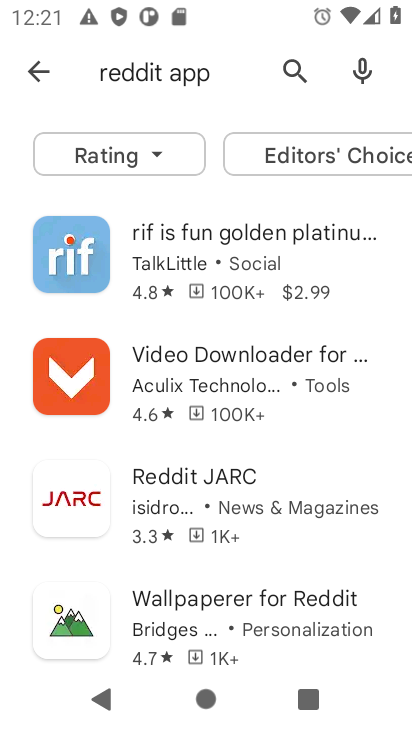 12:21
reddit app
Rating
Editors' Choice
rif is fun golden platinu...
TalkLittle • Social
4.8★ 100K+ $2.99
rif
Video Downloader for ...
Aculix Technolo... • Tools
4.6★ 100K+
Reddit JARC
isidro... • News & Magazines
3.3★ 1K+
JARC
Wallpaperer for Reddit
Bridges ... • Personalization
4.7★ 1K+